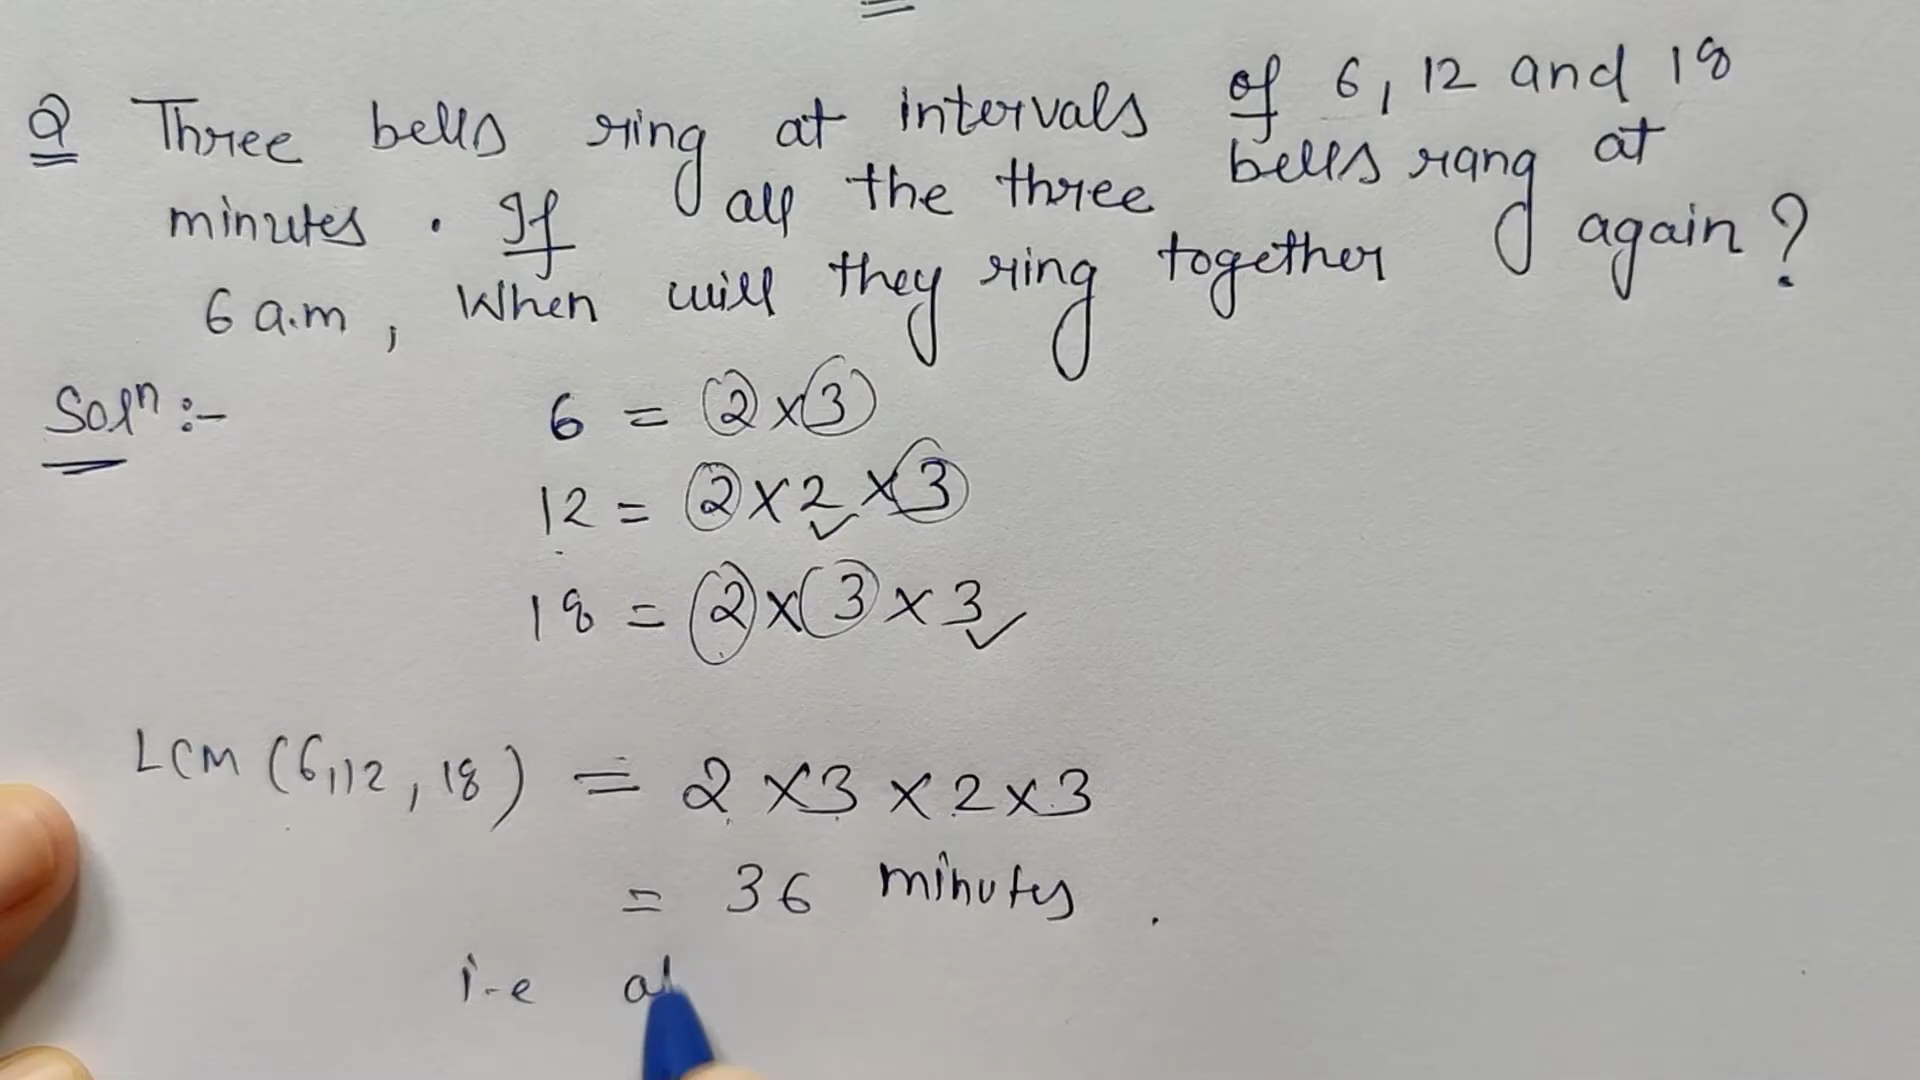 Q Three bells ring at intervals of 6, 12 and 18
minutes. If all the three bells rang at
6 a.m, When will they ring together again?
Solⁿ :-
6 = 2×3
12 = 2×2×3
18 = 2×3×3
LCM (6,12,18) = 2×3×2×3
= 36 minutes.
i-e